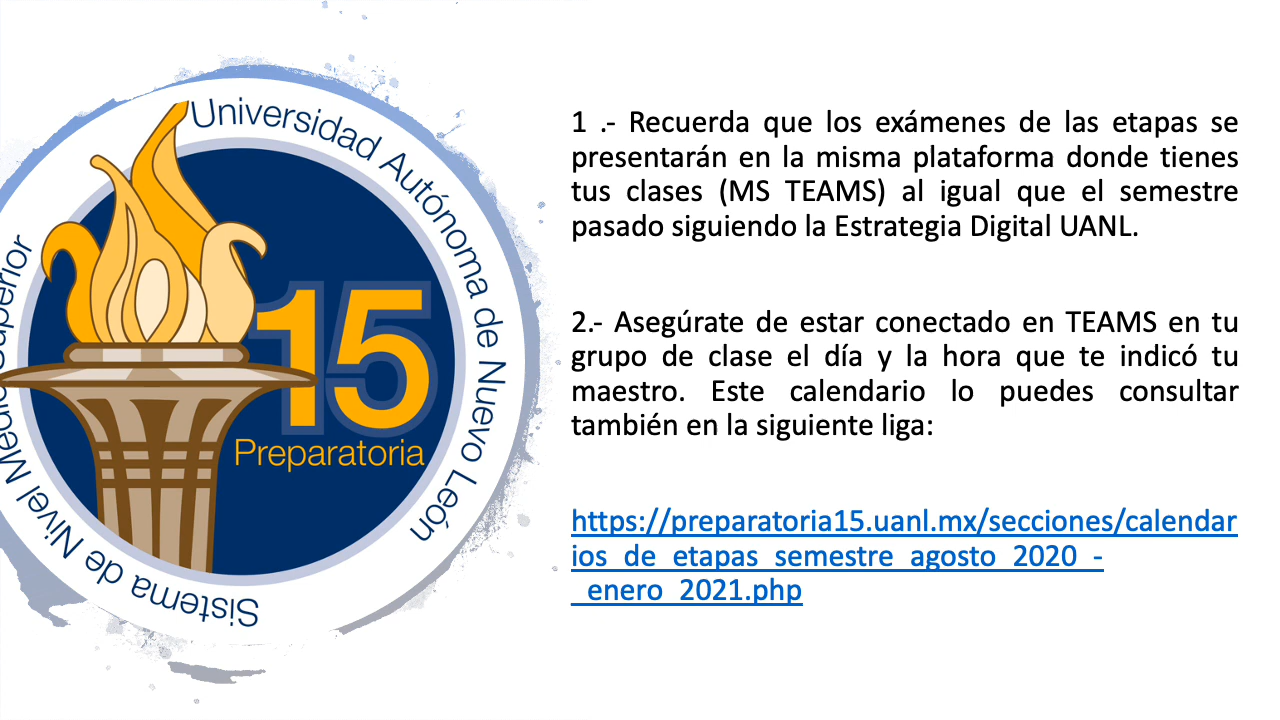 Universidad Autónoma de Nuevo León
Sistema de Nivel Medio Superior
15
Preparatoria
1 .- Recuerda que los exámenes de las etapas se
presentarán en la misma plataforma donde tienes
tus clases (MS TEAMS) al igual que el semestre
pasado siguiendo la Estrategia Digital UANL.
2.- Asegúrate de estar conectado en TEAMS en tu
grupo de clase el día y la hora que te indicó tu
maestro. Este calendario lo puedes consultar
también en la siguiente liga:
https://preparatoria15.uanl.mx/secciones/calendar
ios_de_etapas_semestre_agosto_2020_-
_enero_2021.php